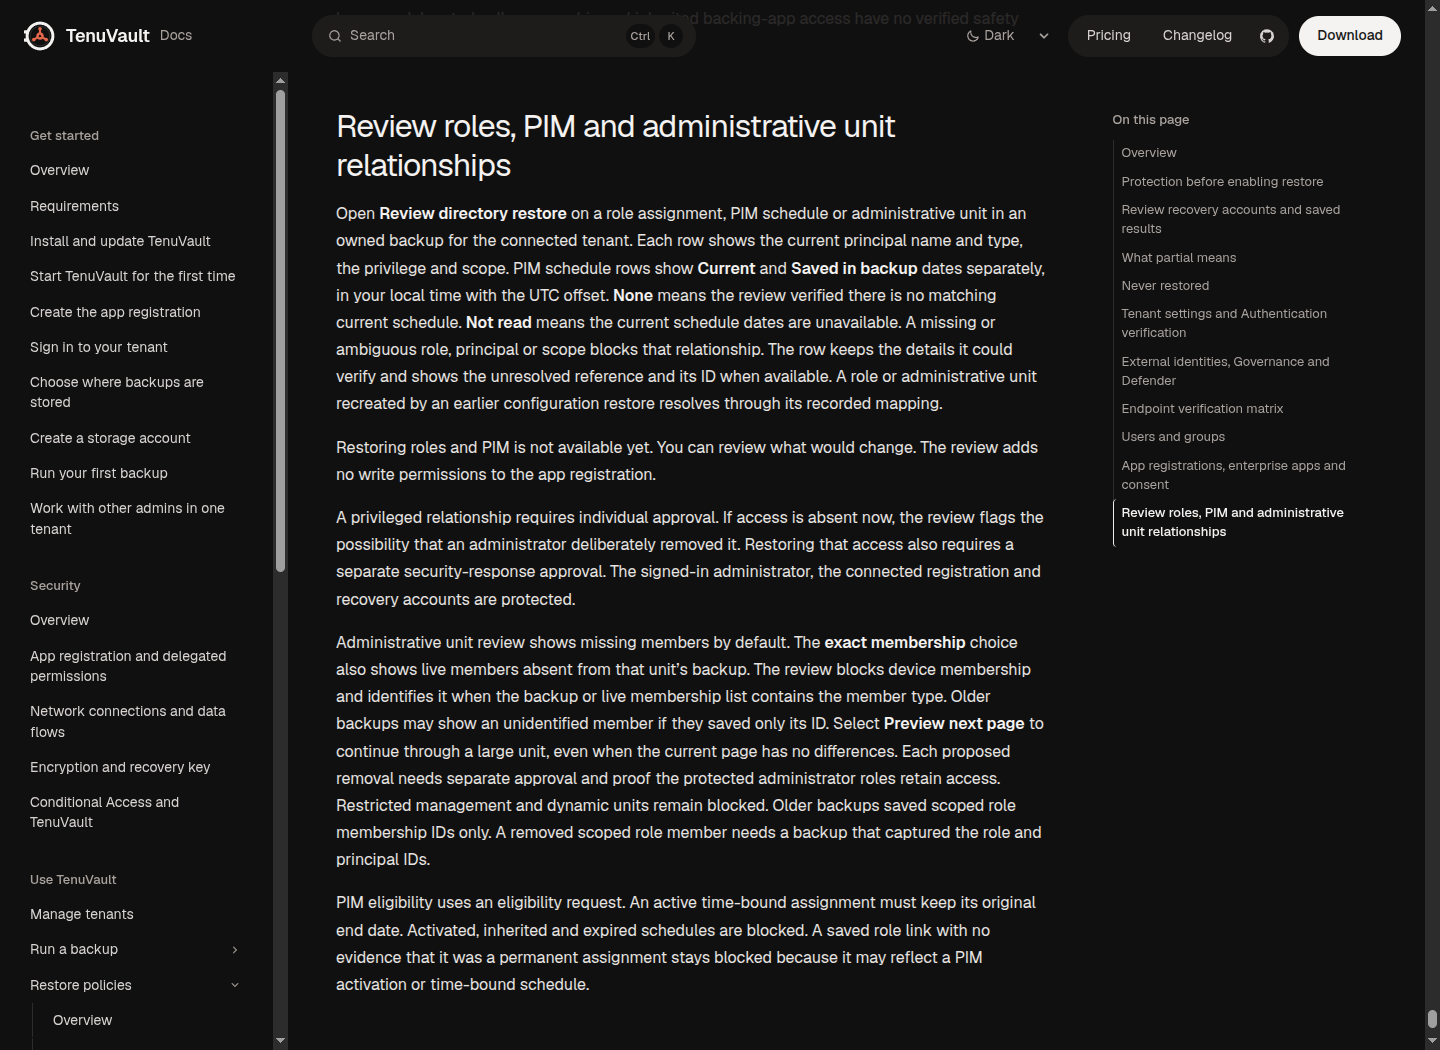 TenuVault Docs
Search
Ctrl K
Dark
Pricing
Changelog
Download
Get started
Overview
Requirements
Install and update TenuVault
Start TenuVault for the first time
Create the app registration
Sign in to your tenant
Choose where backups are
stored
Create a storage account
Run your first backup
Work with other admins in one
tenant
Security
Overview
App registration and delegated
permissions
Network connections and data
flows
Encryption and recovery key
Conditional Access and
TenuVault
Use TenuVault
Manage tenants
Run a backup
Restore policies
Overview
backing-app access have no verified safety
Review roles, PIM and administrative unit
relationships
Open Review directory restore on a role assignment, PIM schedule or administrative unit in an
owned backup for the connected tenant. Each row shows the current principal name and type,
the privilege and scope. PIM schedule rows show Current and Saved in backup dates separately,
in your local time with the UTC offset. None means the review verified there is no matching
current schedule. Not read means the current schedule dates are unavailable. A missing or
ambiguous role, principal or scope blocks that relationship. The row keeps the details it could
verify and shows the unresolved reference and its ID when available. A role or administrative unit
recreated by an earlier configuration restore resolves through its recorded mapping.
Restoring roles and PIM is not available yet. You can review what would change. The review adds
no write permissions to the app registration.
A privileged relationship requires individual approval. If access is absent now, the review flags the
possibility that an administrator deliberately removed it. Restoring that access also requires a
separate security-response approval. The signed-in administrator, the connected registration and
recovery accounts are protected.
Administrative unit review shows missing members by default. The exact membership choice
also shows live members absent from that unit’s backup. The review blocks device membership
and identifies it when the backup or live membership list contains the member type. Older
backups may show an unidentified member if they saved only its ID. Select Preview next page to
continue through a large unit, even when the current page has no differences. Each proposed
removal needs separate approval and proof the protected administrator roles retain access.
Restricted management and dynamic units remain blocked. Older backups saved scoped role
membership IDs only. A removed scoped role member needs a backup that captured the role and
principal IDs.
PIM eligibility uses an eligibility request. An active time-bound assignment must keep its original
end date. Activated, inherited and expired schedules are blocked. A saved role link with no
evidence that it was a permanent assignment stays blocked because it may reflect a PIM
activation or time-bound schedule.
On this page
Overview
Protection before enabling restore
Review recovery accounts and saved
results
What partial means
Never restored
Tenant settings and Authentication
verification
External identities, Governance and
Defender
Endpoint verification matrix
Users and groups
App registrations, enterprise apps and
consent
Review roles, PIM and administrative
unit relationships